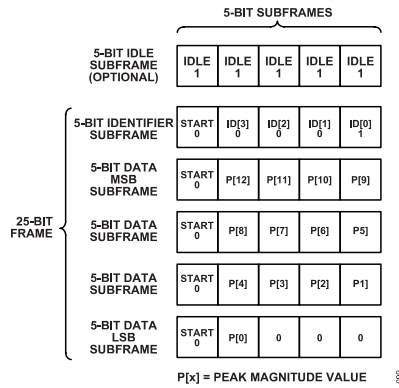 5-BIT SUBFRAMES
5-BIT IDLE
SUBFRAME
(OPTIONAL)
IDLE
1
IDLE
1
IDLE
1
IDLE
1
IDLE
1
25-BIT
FRAME
5-BIT IDENTIFIER
SUBFRAME
START
0
ID[3]
0
ID[2]
0
ID[1]
0
ID[0]
1
5-BIT DATA
MSB
SUBFRAME
START
0
P[12]
P[11]
P[10]
P[9]
5-BIT DATA
SUBFRAME
START
0
P[8]
P[7]
P[6]
P5]
5-BIT DATA
SUBFRAME
START
0
P[4]
P[3]
P[2]
P1]
5-BIT DATA
LSB
SUBFRAME
START
0
P[0]
0
0
0
P[x] = PEAK MAGNITUDE VALUE